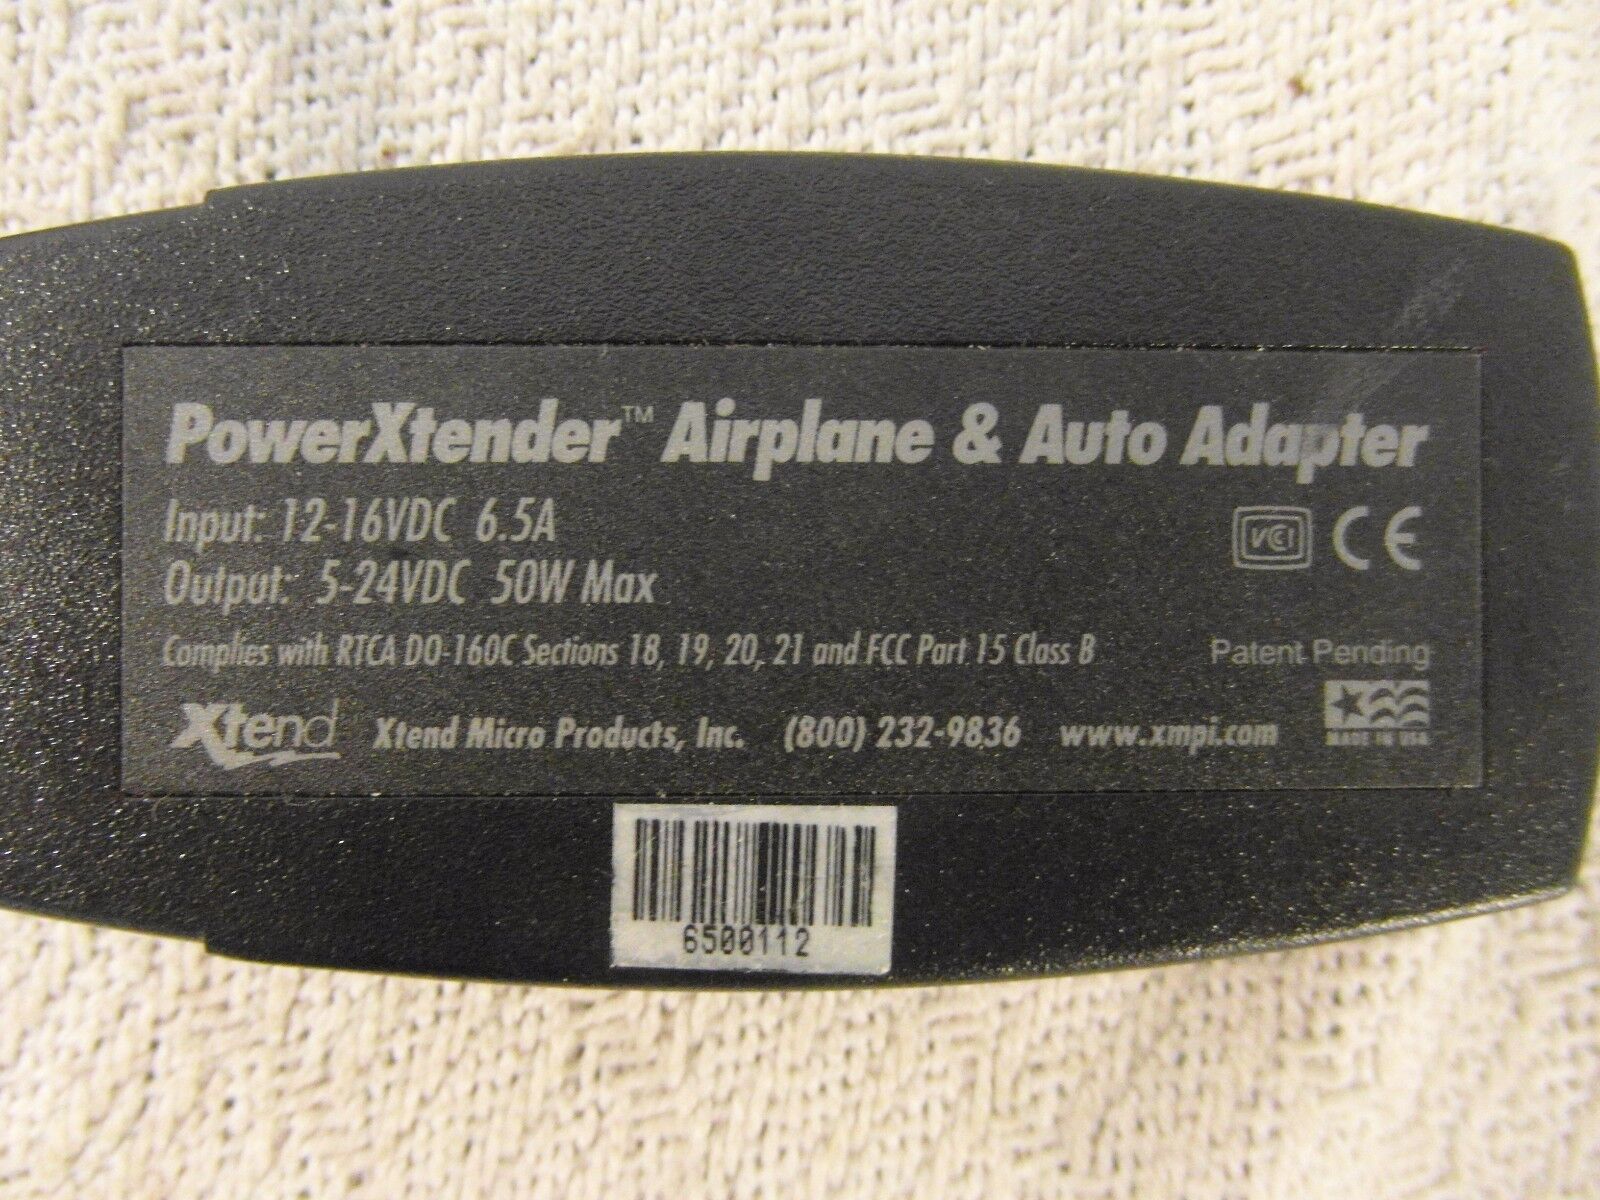 PowerXtender™ Airplane & Auto Adapter
Input: 12-16VDC 6.5A
Output: 5-24VDC 50W Max
VCCI CE
Complies with RTCA DO-160C Sections 18, 19, 20, 21 and FCC Part 15 Class B
Patent Pending
Xtend Xtend Micro Products, Inc. (800) 232-9836 www.xmpi.com
MADE IN USA
6500112